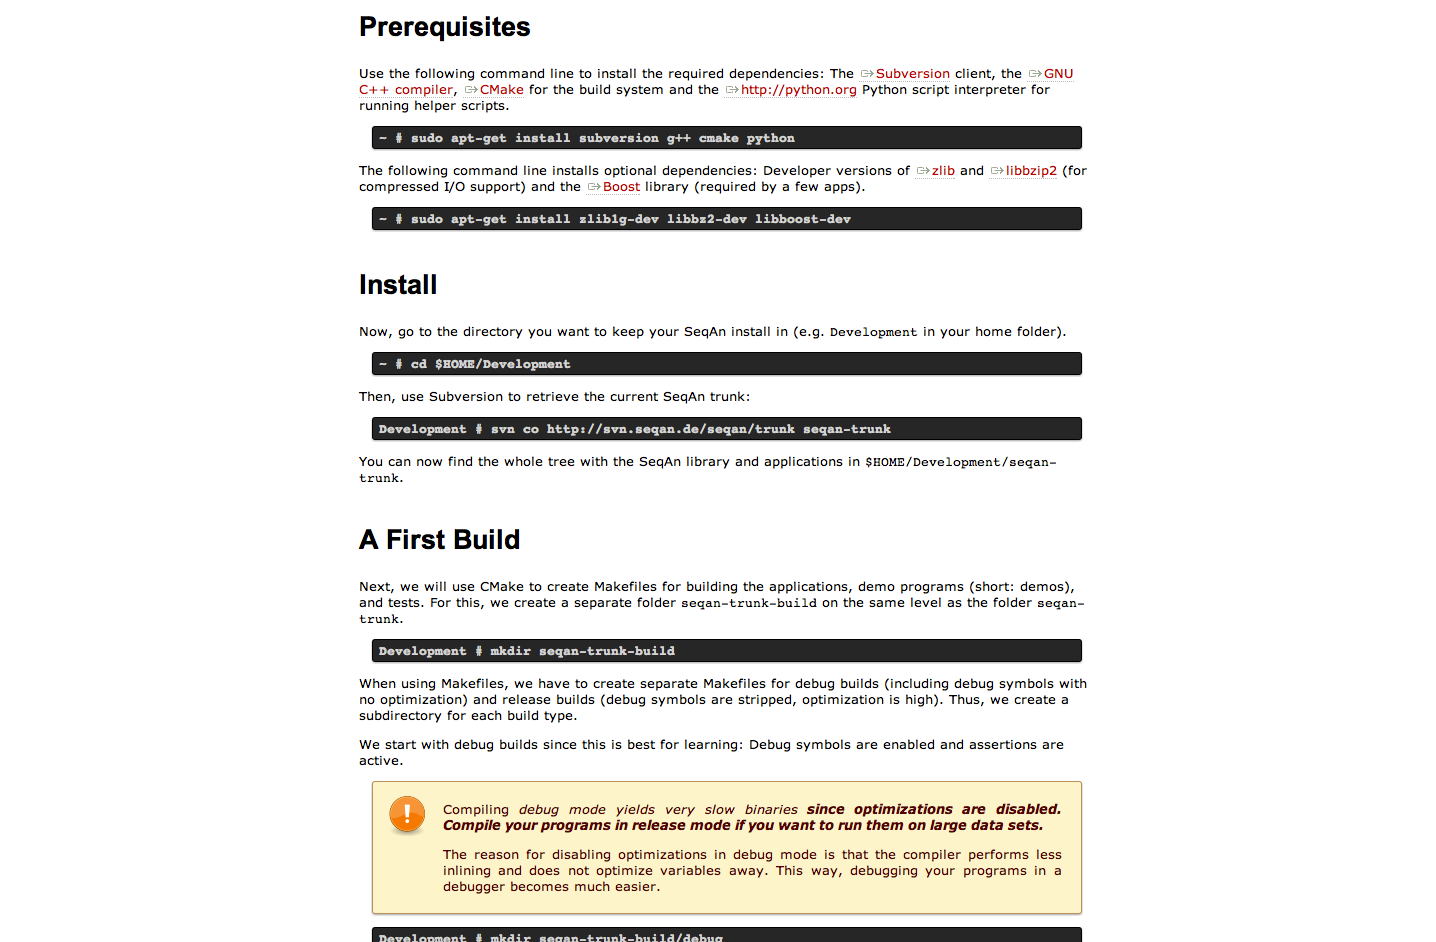 Prerequisites
Use the following command line to install the required dependencies: The Subversion client, the GNU
C++ compiler, CMake for the build system and the http://python.org Python script interpreter for
running helper scripts.
~ # sudo apt-get install subversion g++ cmake python
The following command line installs optional dependencies: Developer versions of zlib and libbzip2 (for
compressed I/O support) and the Boost library (required by a few apps).
~ # sudo apt-get install zlib1g-dev libbz2-dev libboost-dev
Install
Now, go to the directory you want to keep your SeqAn install in (e.g. Development in your home folder).
~ # cd $HOME/Development
Then, use Subversion to retrieve the current SeqAn trunk:
Development # svn co http://svn.seqan.de/seqan/trunk seqan-trunk
You can now find the whole tree with the SeqAn library and applications in $HOME/Development/seqan-
trunk.
A First Build
Next, we will use CMake to create Makefiles for building the applications, demo programs (short: demos),
and tests. For this, we create a separate folder seqan-trunk-build on the same level as the folder seqan-
trunk.
Development # mkdir seqan-trunk-build
When using Makefiles, we have to create separate Makefiles for debug builds (including debug symbols with
no optimization) and release builds (debug symbols are stripped, optimization is high). Thus, we create a
subdirectory for each build type.
We start with debug builds since this is best for learning: Debug symbols are enabled and assertions are
active.
Compiling debug mode yields very slow binaries since optimizations are disabled.
Compile your programs in release mode if you want to run them on large data sets.
The reason for disabling optimizations in debug mode is that the compiler performs less
inlining and does not optimize variables away. This way, debugging your programs in a
debugger becomes much easier.
Development # mkdir seqan-trunk-build/debug